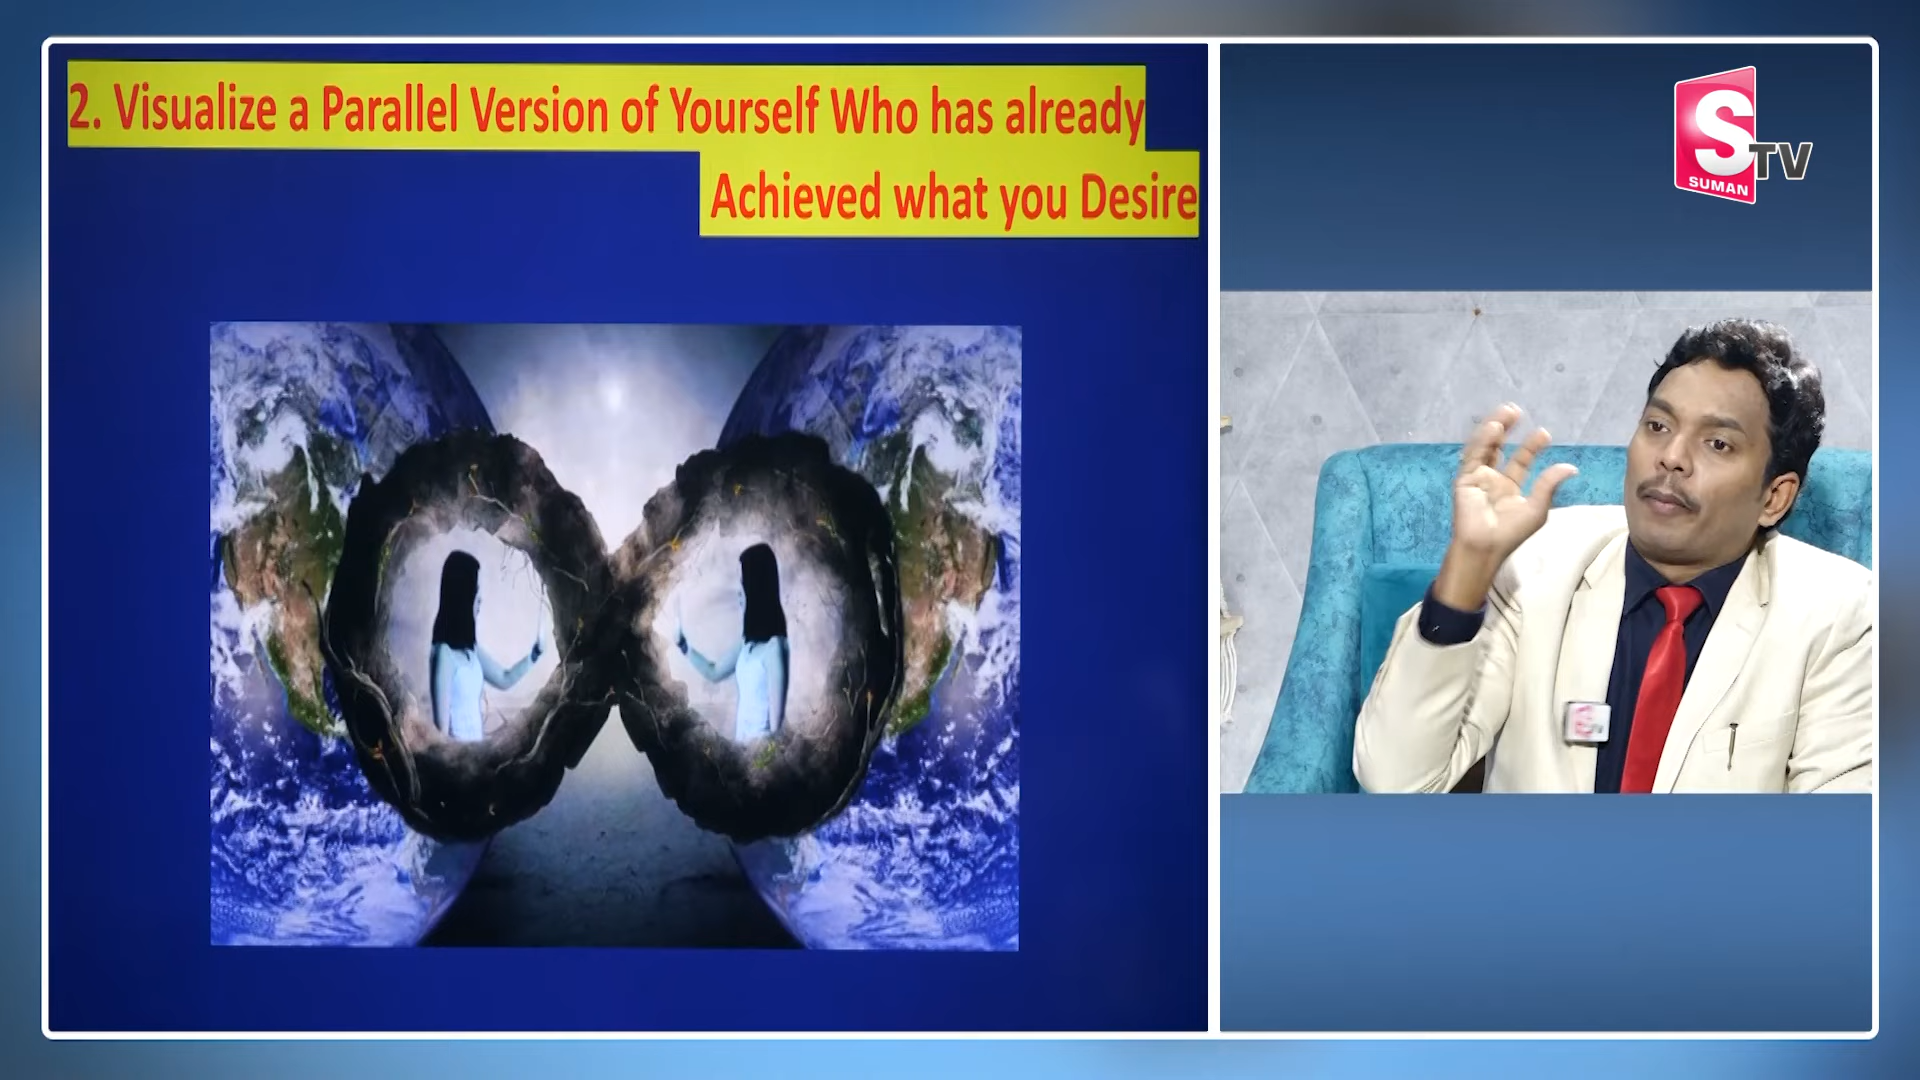 2. Visualize a Parallel Version of Yourself Who has already
Achieved what you Desire
S TV
SUMAN